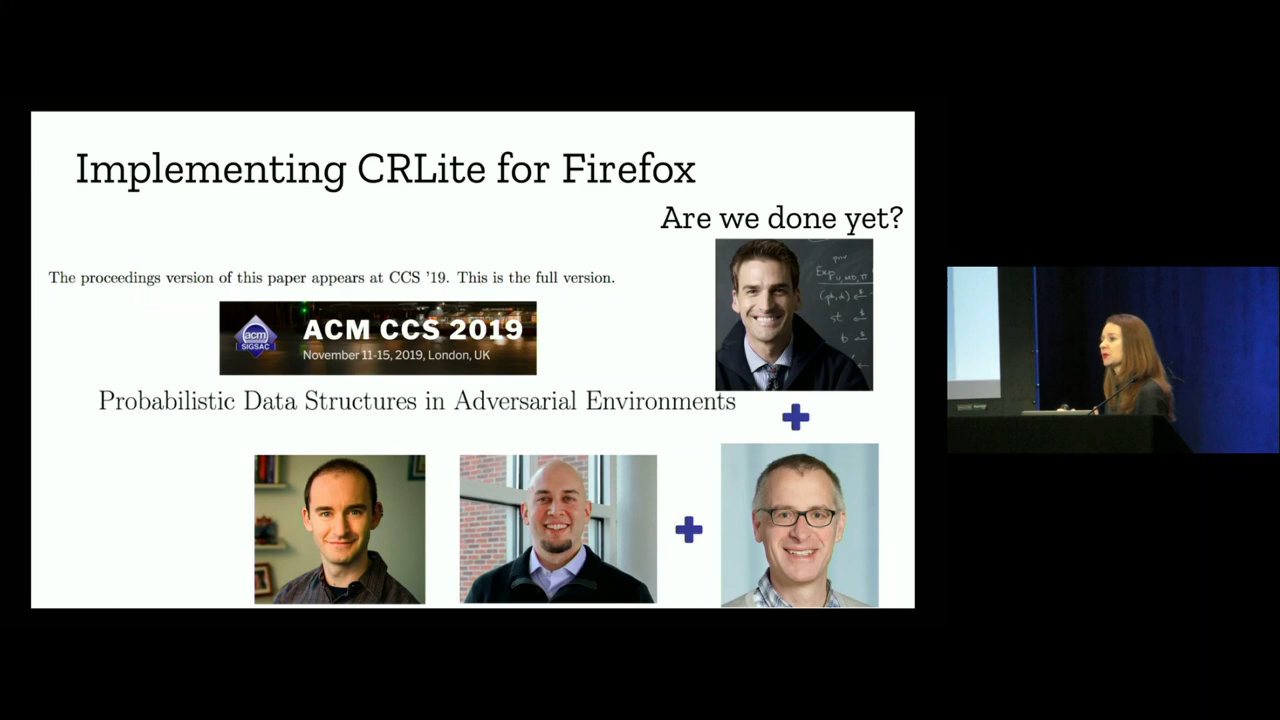 Implementing CRLite for Firefox
Are we done yet?
The proceedings version of this paper appears at CCS '19. This is the full version.
acm
SIGSAC
ACM CCS 2019
November 11-15, 2019, London, UK
Probabilistic Data Structures in Adversarial Environments